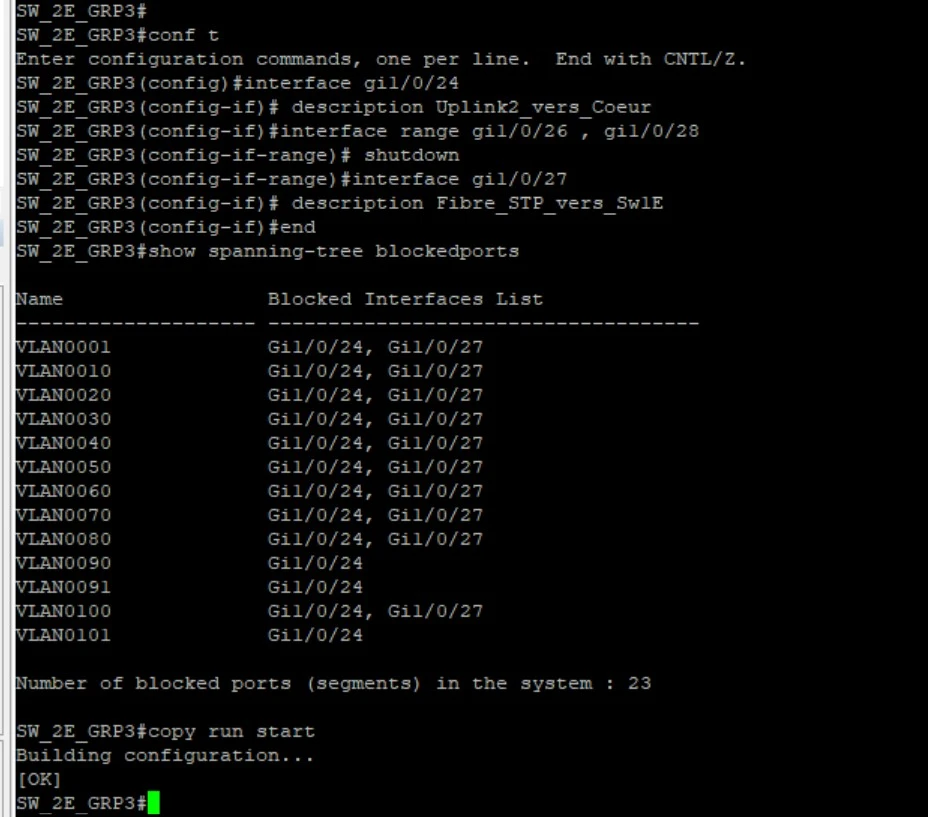 SW_2E_GRP3#
SW_2E_GRP3#conf t
Enter configuration commands, one per line.  End with CNTL/Z.
SW_2E_GRP3(config)#interface gi1/0/24
SW_2E_GRP3(config-if)# description Uplink2_vers_Coeur
SW_2E_GRP3(config-if)#interface range gi1/0/26 , gi1/0/28
SW_2E_GRP3(config-if-range)# shutdown
SW_2E_GRP3(config-if-range)#interface gi1/0/27
SW_2E_GRP3(config-if)# description Fibre_STP_vers_Sw1E
SW_2E_GRP3(config-if)#end
SW_2E_GRP3#show spanning-tree blockedports
Name                 Blocked Interfaces List
-------------------- ------------------------------------
VLAN0001             Gi1/0/24, Gi1/0/27
VLAN0010             Gi1/0/24, Gi1/0/27
VLAN0020             Gi1/0/24, Gi1/0/27
VLAN0030             Gi1/0/24, Gi1/0/27
VLAN0040             Gi1/0/24, Gi1/0/27
VLAN0050             Gi1/0/24, Gi1/0/27
VLAN0060             Gi1/0/24, Gi1/0/27
VLAN0070             Gi1/0/24, Gi1/0/27
VLAN0080             Gi1/0/24, Gi1/0/27
VLAN0090             Gi1/0/24
VLAN0091             Gi1/0/24
VLAN0100             Gi1/0/24, Gi1/0/27
VLAN0101             Gi1/0/24
Number of blocked ports (segments) in the system : 23
SW_2E_GRP3#copy run start
Building configuration...
[OK]
SW_2E_GRP3#